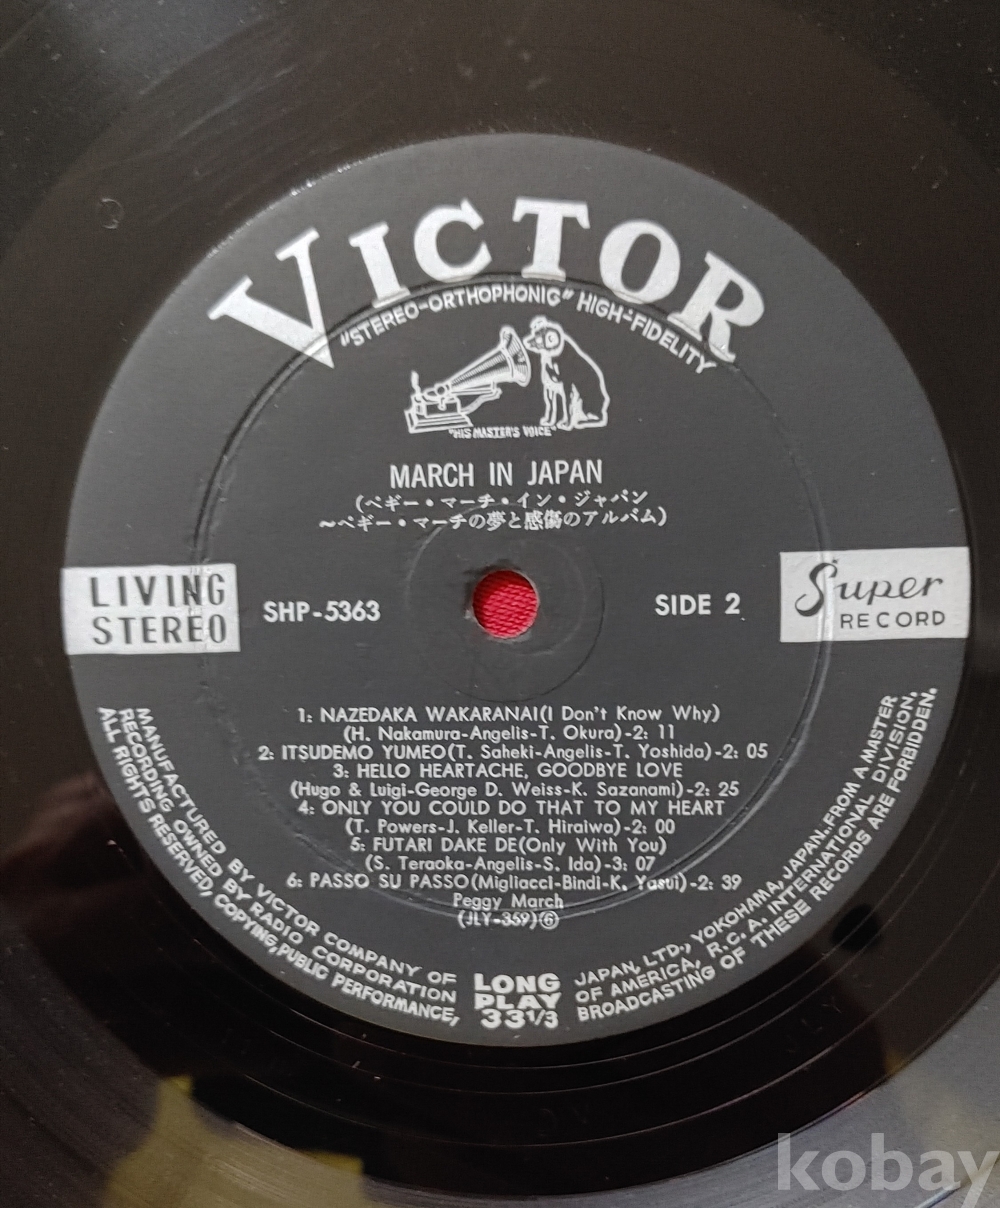 VICTOR
"STEREO-ORTHOPHONIC" HIGH-FIDELITY
"HIS MASTER'S VOICE"
MARCH IN JAPAN
(ペギー・マーチ・イン・ジャパン
〜ペギー・マーチの夢と感傷のアルバム)
LIVING
STEREO
SHP-5363
SIDE 2
Super
RECORD
1: NAZEDAKA WAKARANAI(I Don't Know Why)
(H. Nakamura-Angelis-T. Okura)-2: 11
2: ITSUDEMO YUMEO(T. Saheki-Angelis-T. Yoshida)-2: 05
3: HELLO HEARTACHE, GOODBYE LOVE
(Hugo & Luigi-George D. Weiss-K. Sazanami)-2: 25
4: ONLY YOU COULD DO THAT TO MY HEART
(T. Powers-J. Keller-T. Hiraiwa)-2: 00
5: FUTARI DAKE DE(Only With You)
(S. Teraoka-Angelis-S. Ida)-3: 07
6: PASSO SU PASSO(Migliacci-Bindi-K. Yasui)-2: 39
Peggy March
(JLY-359)⑥
MANUFACTURED BY VICTOR COMPANY OF JAPAN, LTD., YOKOHAMA, JAPAN. FROM A MASTER
RECORDING OWNED BY RADIO CORPORATION OF AMERICA, R.C.A. INTERNATIONAL DIVISION.
ALL RIGHTS RESERVED, COPYING, PUBLIC PERFORMANCE, BROADCASTING OF THESE RECORDS ARE FORBIDDEN.
LONG
PLAY
33 1/3
kobay